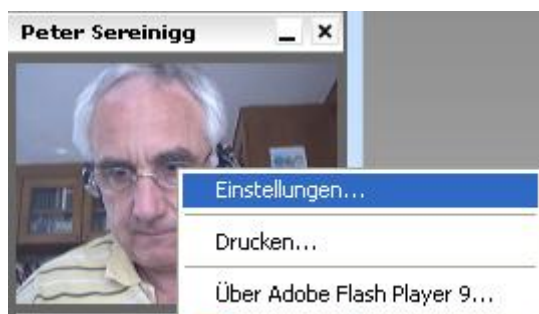 Peter Sereinigg
Einstellungen...
Drucken...
Über Adobe Flash Player 9...